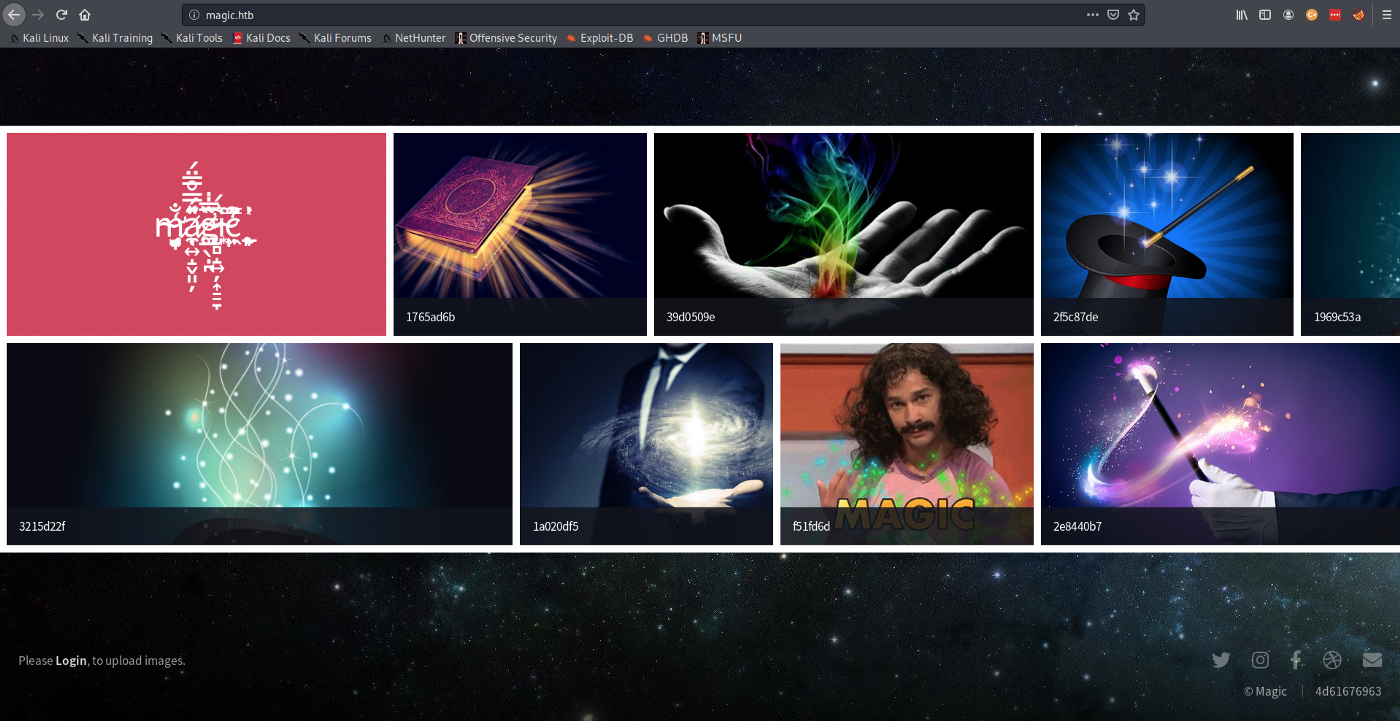 magic.htb
Kali Linux Kali Training Kali Tools Kali Docs Kali Forums NetHunter Offensive Security Exploit-DB GHDB MSFU
magic
1765ad6b 39d0509e 2f5c87de 1969c53a
MAGIC
3215d22f 1a020df5 f51fd6d 2e8440b7
Please Login, to upload images.
© Magic | 4d61676963